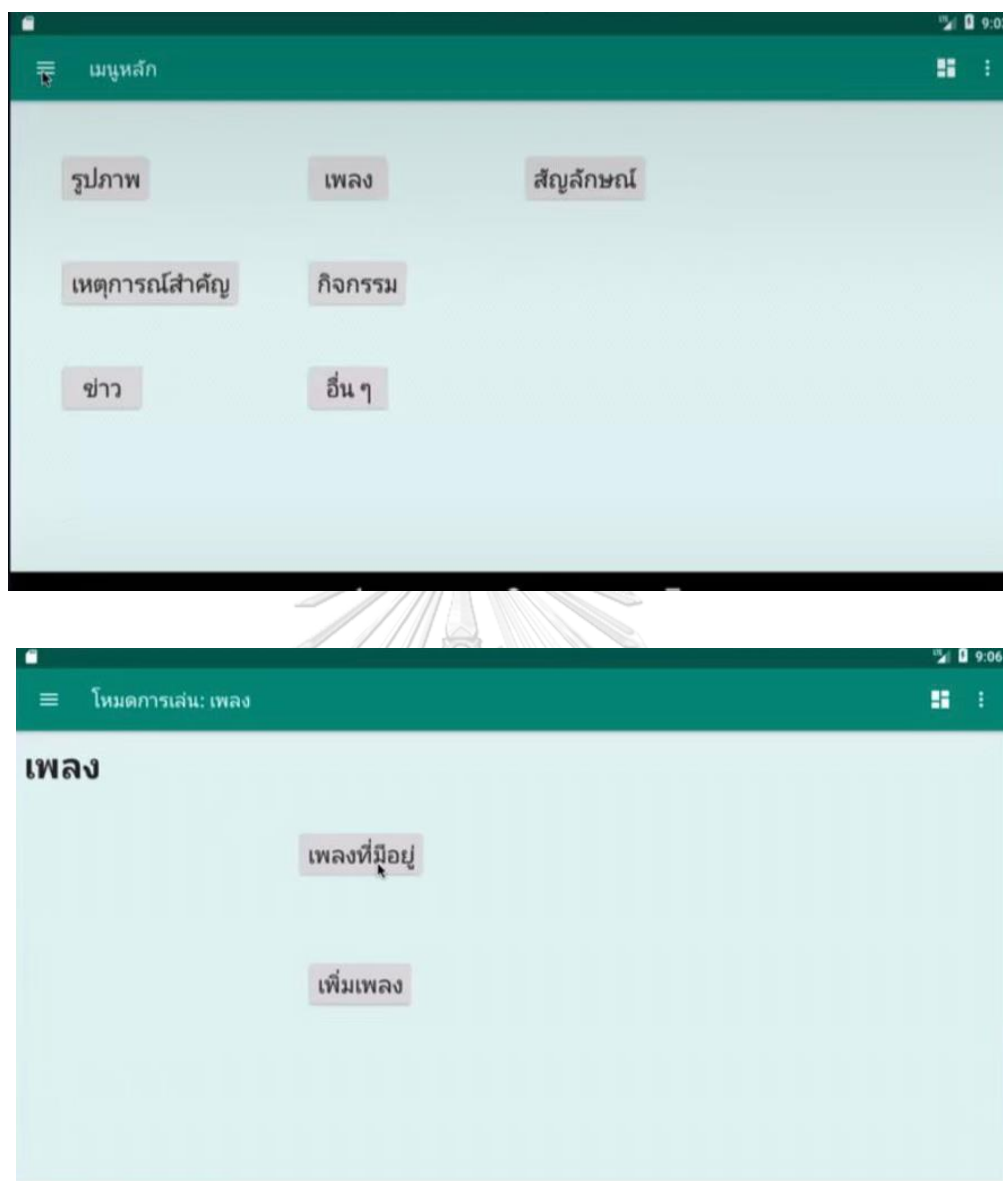 9:0
เมนูหลัก
รูปภาพ เพลง สัญลักษณ์
เหตุการณ์สำคัญ กิจกรรม
ข่าว อื่น ๆ
9:06
โหมดการเล่น: เพลง
เพลง
เพลงที่มีอยู่
เพิ่มเพลง